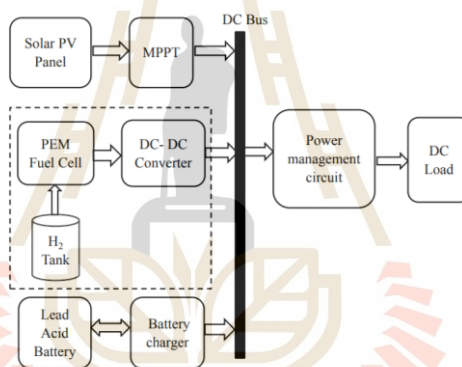 DC Bus
Solar PV
Panel
MPPT
PEM
Fuel Cell
DC- DC
Converter
Power
management
circuit
DC
Load
H₂
Tank
Lead
Acid
Battery
Battery
charger